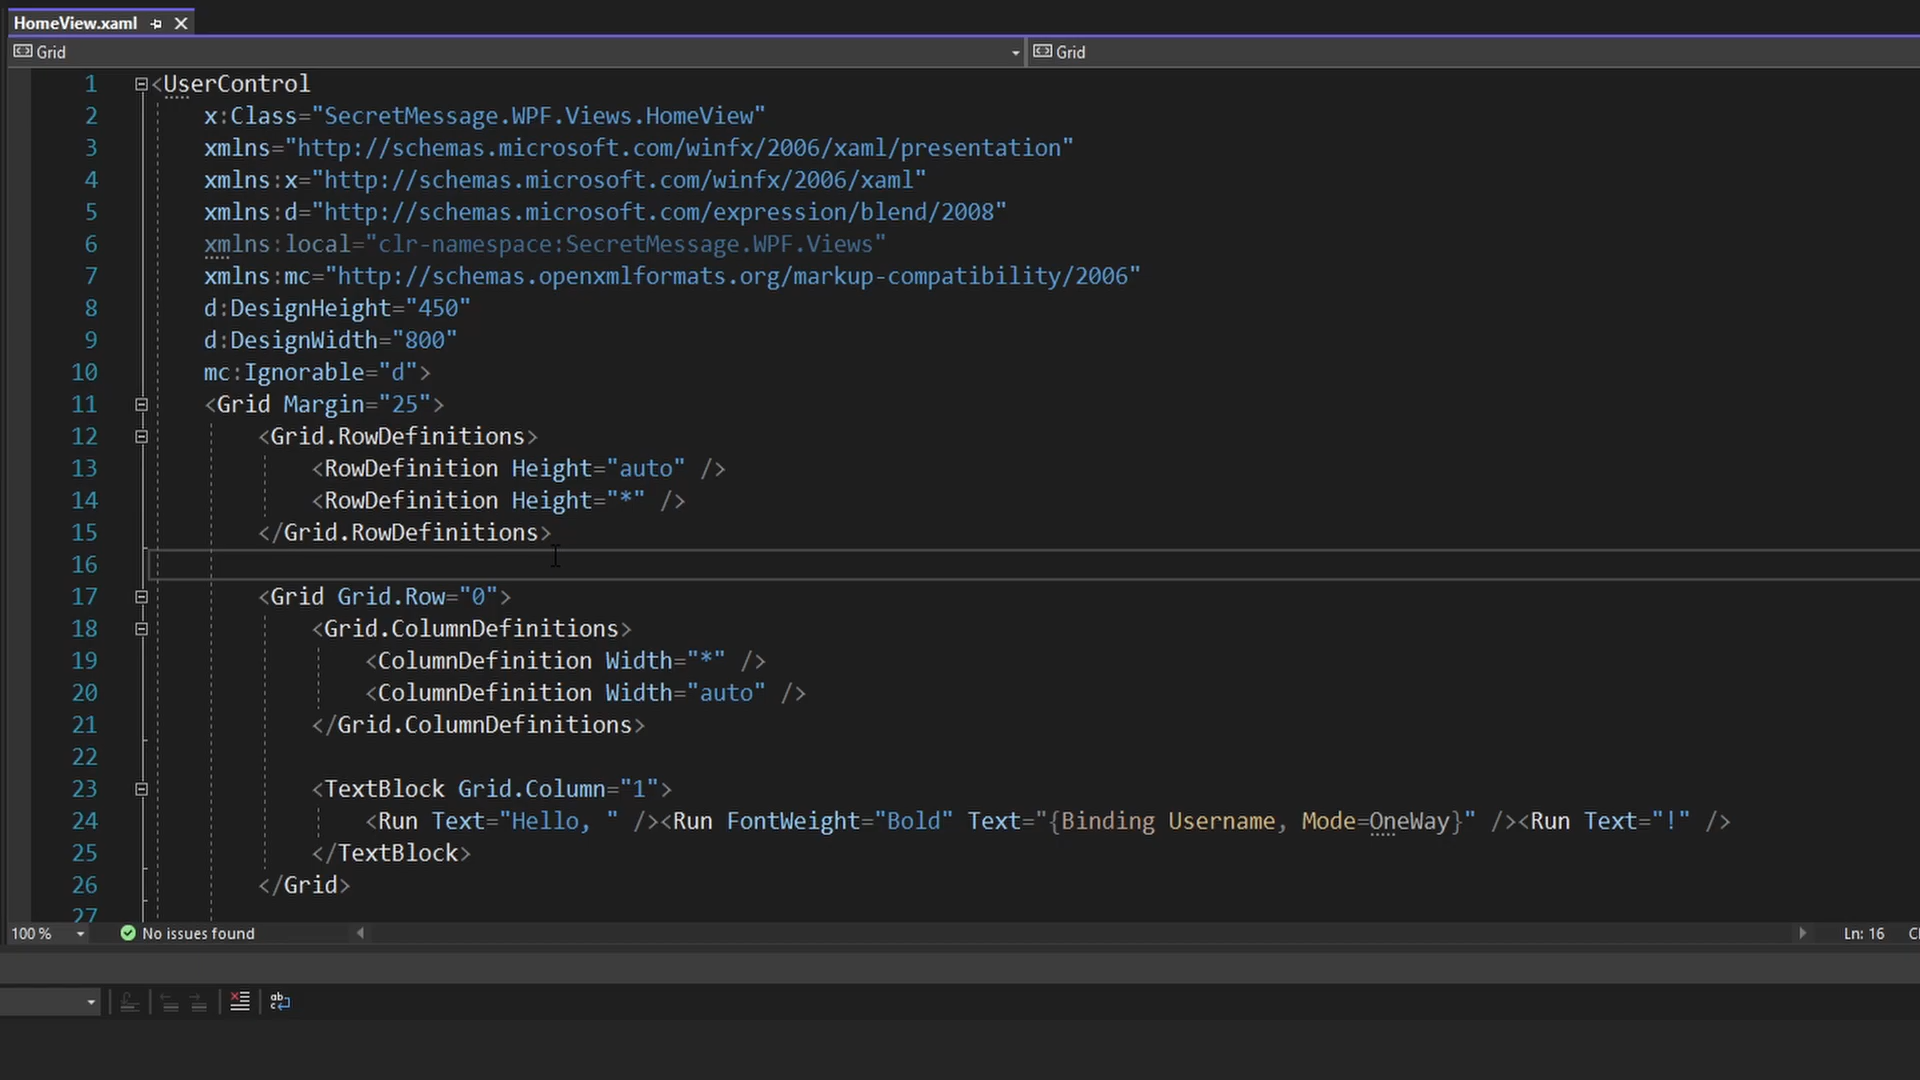 HomeView.xaml
Grid
Grid
1 <UserControl
2 x:Class="SecretMessage.WPF.Views.HomeView"
3 xmlns="http://schemas.microsoft.com/winfx/2006/xaml/presentation"
4 xmlns:x="http://schemas.microsoft.com/winfx/2006/xaml"
5 xmlns:d="http://schemas.microsoft.com/expression/blend/2008"
6 xmlns:local="clr-namespace:SecretMessage.WPF.Views"
7 xmlns:mc="http://schemas.openxmlformats.org/markup-compatibility/2006"
8 d:DesignHeight="450"
9 d:DesignWidth="800"
10 mc:Ignorable="d">
11 <Grid Margin="25">
12 <Grid.RowDefinitions>
13 <RowDefinition Height="auto" />
14 <RowDefinition Height="*" />
15 </Grid.RowDefinitions>
16
17 <Grid Grid.Row="0">
18 <Grid.ColumnDefinitions>
19 <ColumnDefinition Width="*" />
20 <ColumnDefinition Width="auto" />
21 </Grid.ColumnDefinitions>
22
23 <TextBlock Grid.Column="1">
24 <Run Text="Hello, " /><Run FontWeight="Bold" Text="{Binding Username, Mode=OneWay}" /><Run Text="!" />
25 </TextBlock>
26 </Grid>
27
100 % No issues found Ln: 16